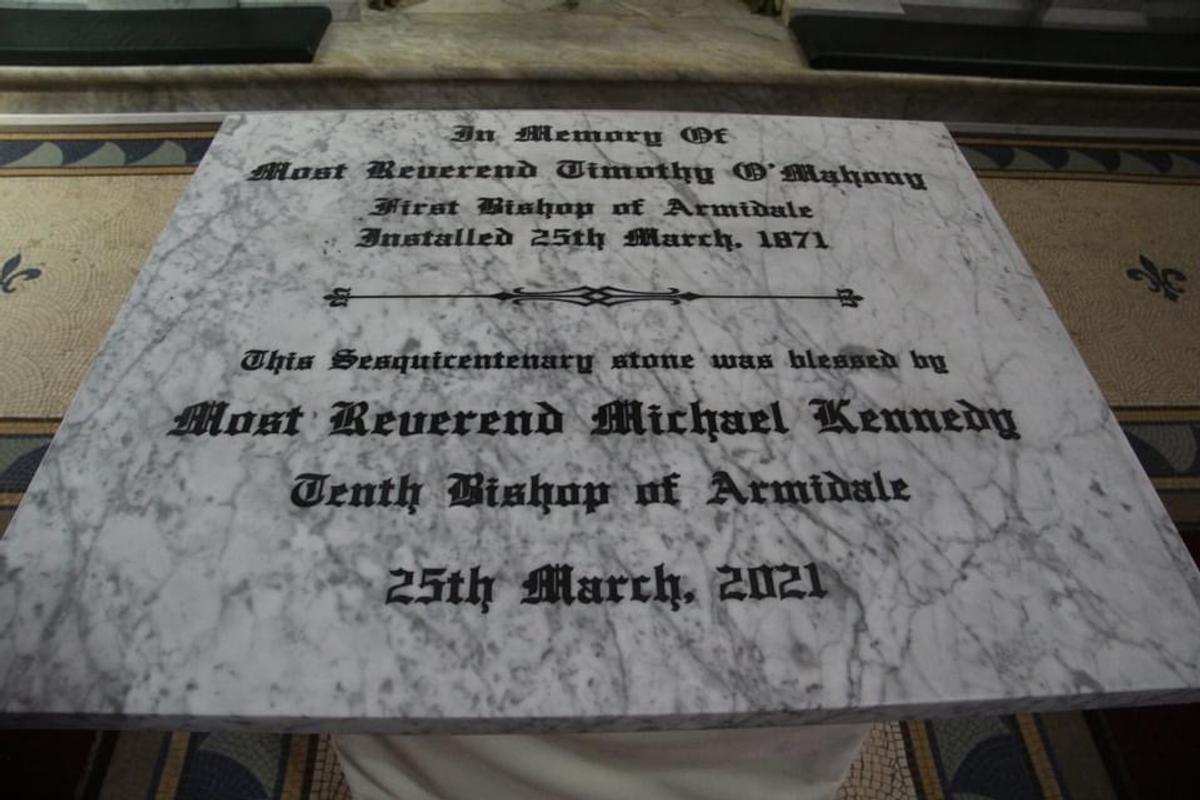 In Memory Of
Most Reverend Timothy O'Mahony
First Bishop of Armidale
Installed 25th March, 1871
This Sesquicentenary stone was blessed by
Most Reverend Michael Kennedy
Tenth Bishop of Armidale
25th March, 2021